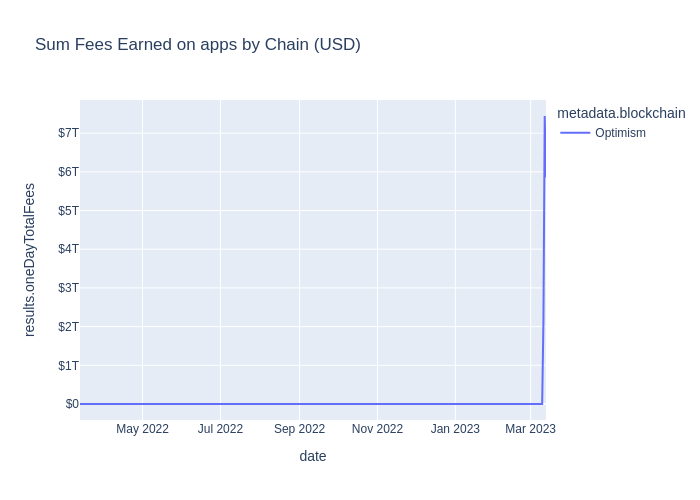 Sum Fees Earned on apps by Chain (USD)
metadata.blockchain
Optimism
results.oneDayTotalFees
$7T
$6T
$5T
$4T
$3T
$2T
$1T
$0
May 2022
Jul 2022
Sep 2022
Nov 2022
Jan 2023
Mar 2023
date